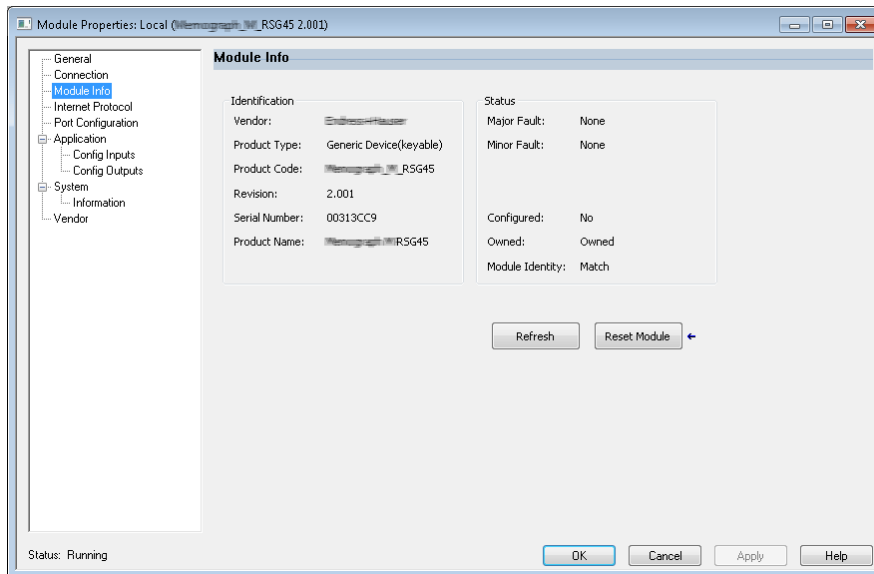 Module Properties: Local ( _RSG45 2.001)
General
Connection
Module Info
Internet Protocol
Port Configuration
Application
Config Inputs
Config Outputs
System
Information
Vendor
Module Info
Identification
Vendor:
Product Type: Generic Device(keyable)
Product Code: _RSG45
Revision: 2.001
Serial Number: 00313CC9
Product Name: RSG45
Status
Major Fault: None
Minor Fault: None
Configured: No
Owned: Owned
Module Identity: Match
Refresh
Reset Module
Status: Running
OK
Cancel
Apply
Help